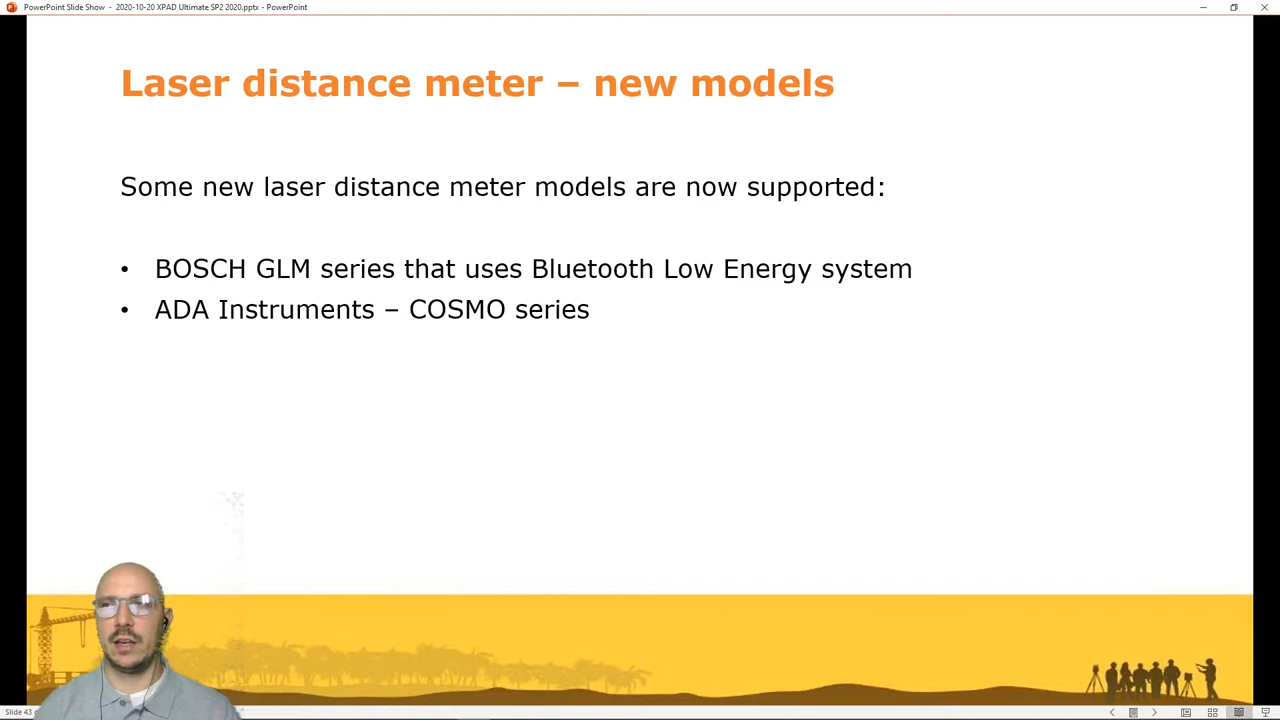 PowerPoint Slide Show - 2020-10-20 XPAD Ultimate SP2 2020.pptx - PowerPoint
Laser distance meter – new models
Some new laser distance meter models are now supported:
• BOSCH GLM series that uses Bluetooth Low Energy system
• ADA Instruments – COSMO series
Slide 43